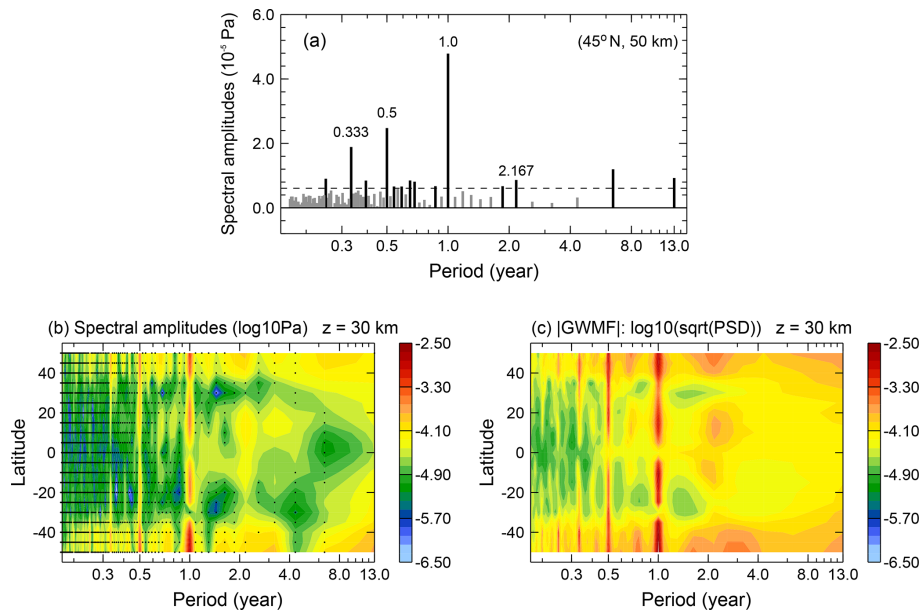 (a)
(45° N, 50 km)
Spectral amplitudes (10⁻⁵ Pa)
6.0
4.0
2.0
0.0
0.333
0.5
1.0
2.167
0.3 0.5 1.0 2.0 4.0 8.0 13.0
Period (year)
(b) Spectral amplitudes (log10Pa) z = 30 km
Latitude
40
20
0
-20
-40
0.3 0.5 1.0 2.0 4.0 8.0 13.0
Period (year)
-2.50
-3.30
-4.10
-4.90
-5.70
-6.50
(c) |GWMF|: log10(sqrt(PSD)) z = 30 km
Latitude
40
20
0
-20
-40
0.3 0.5 1.0 2.0 4.0 8.0 13.0
Period (year)
-2.50
-3.30
-4.10
-4.90
-5.70
-6.50